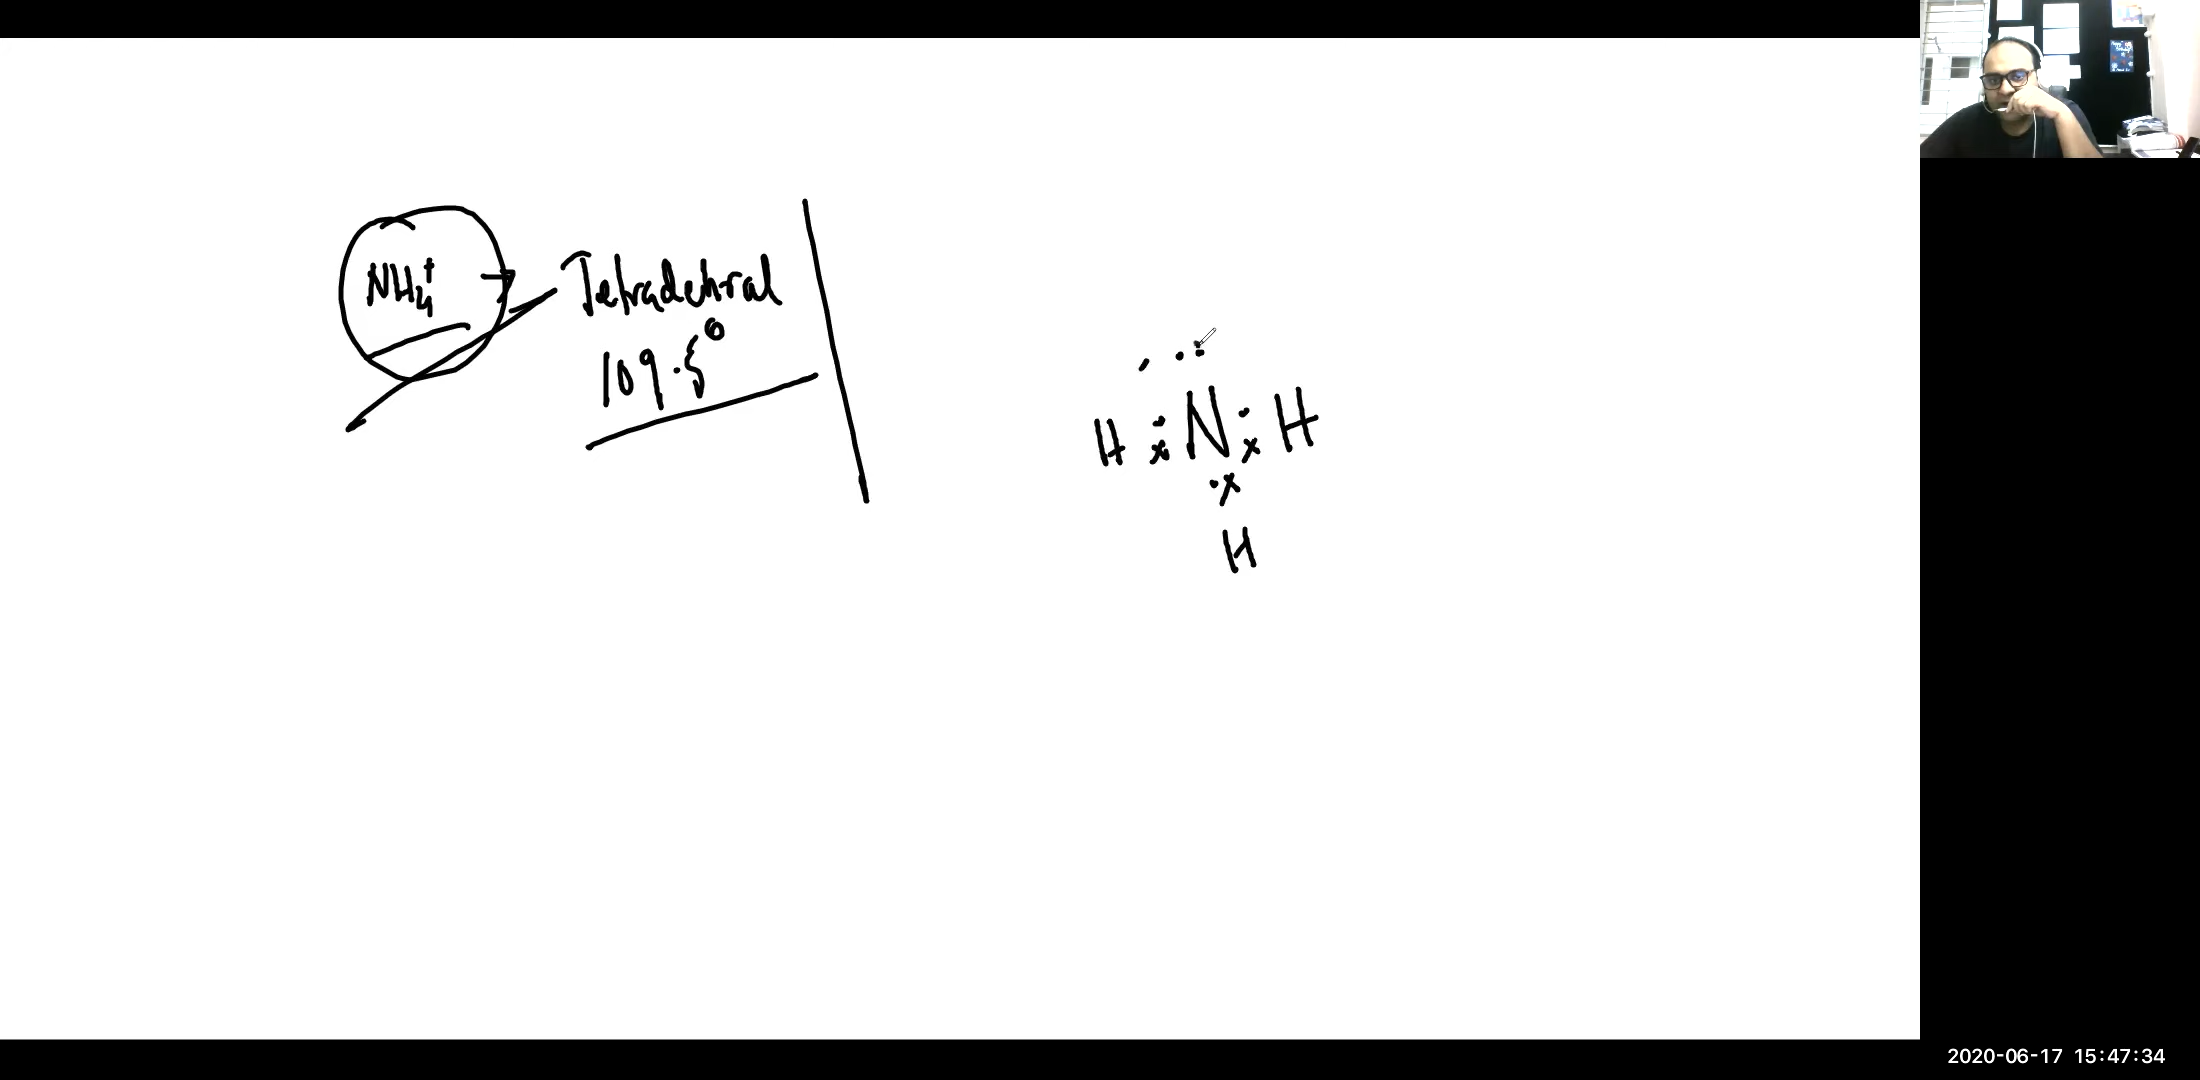 NH4+ → Tetradehral
109.5°
H N H
H
2020-06-17 15:47:34